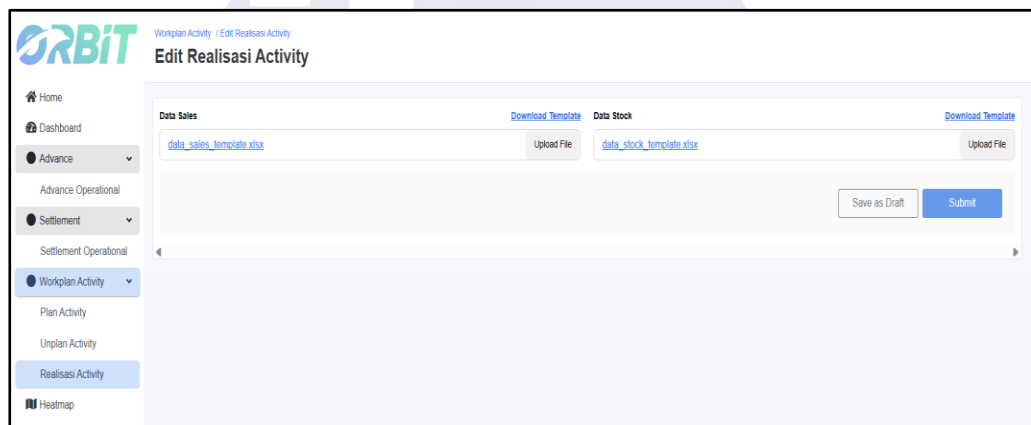 ORBiT
Workplan Activity / Edit Realisasi Activity
Edit Realisasi Activity
Home
Dashboard
Advance
Advance Operational
Settlement
Settlement Operational
Workplan Activity
Plan Activity
Unplan Activity
Realisasi Activity
Heatmap
Data Sales Download Template Data Stock Download Template
data_sales_template.xlsx Upload File data_stock_template.xlsx Upload File
Save as Draft Submit